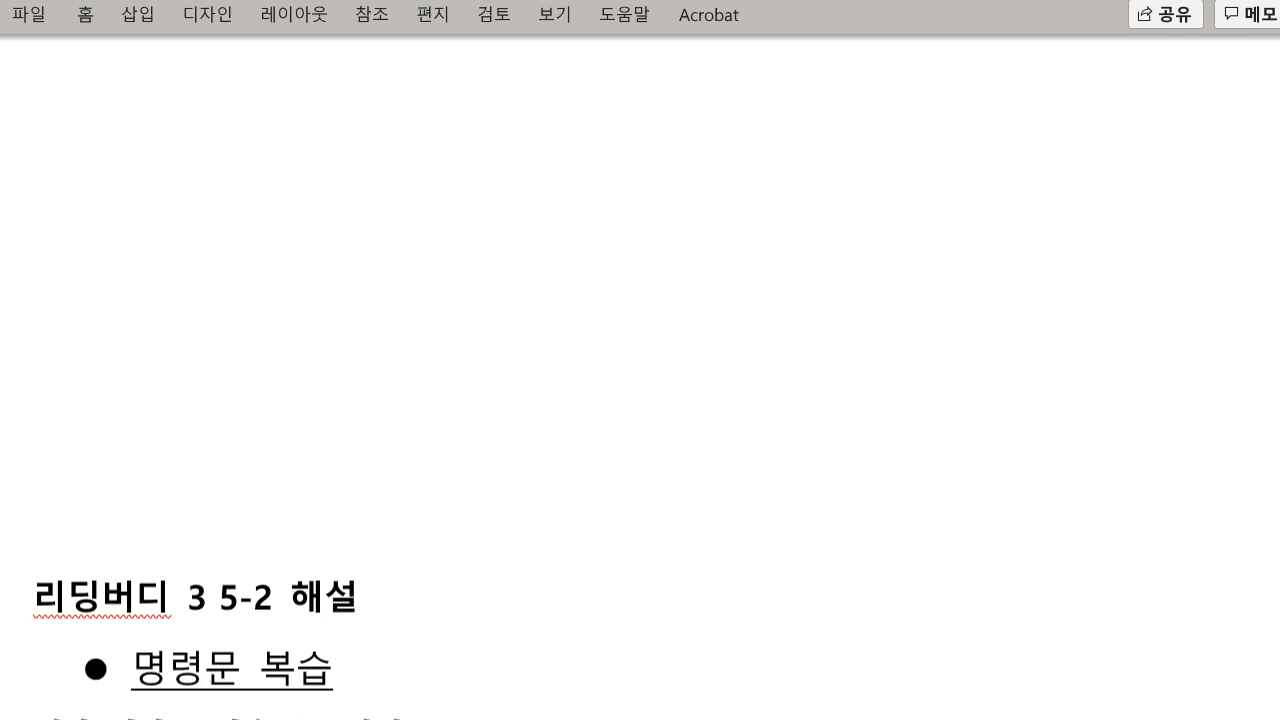 파일 홈 삽입 디자인 레이아웃 참조 편지 검토 보기 도움말 Acrobat 공유 메모
리딩버디 3 5-2 해설
● 명령문 복습